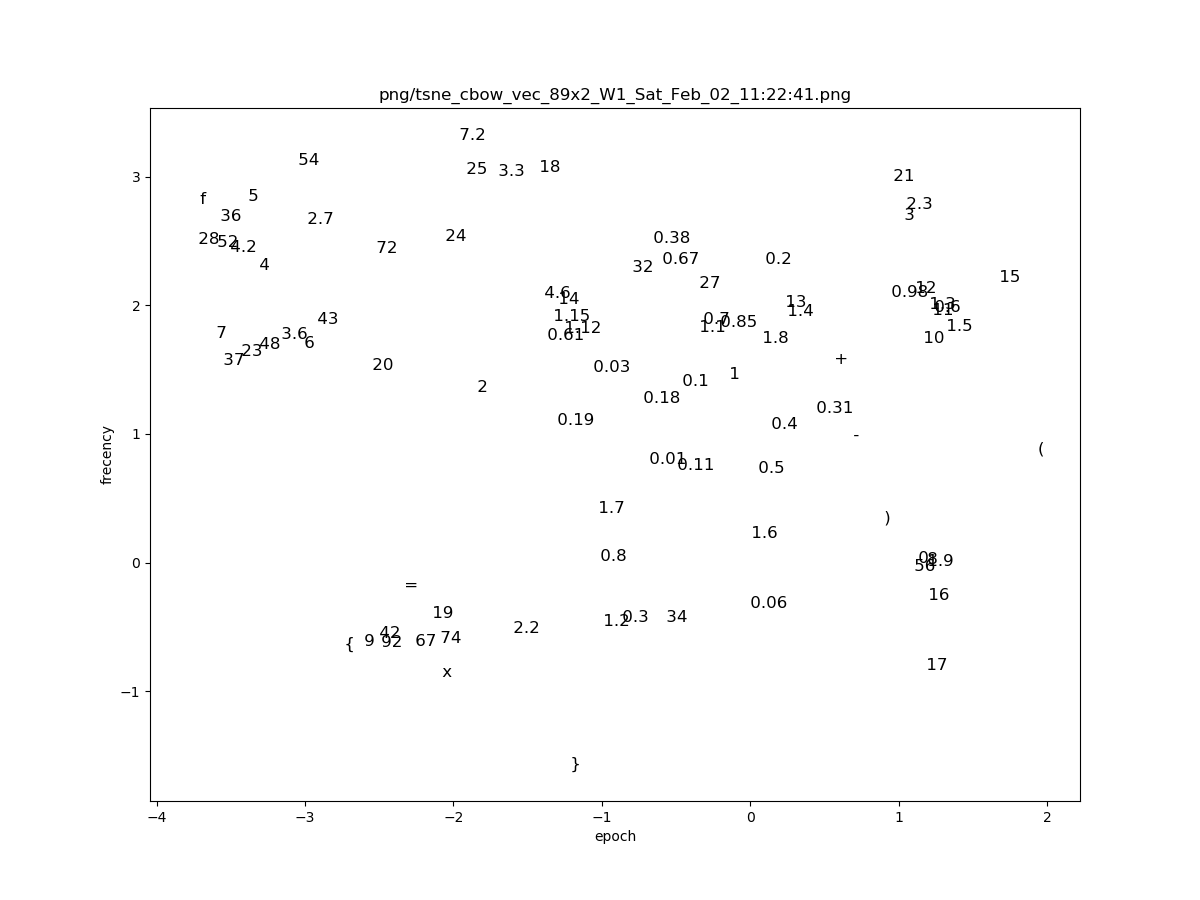 png/tsne_cbow_vec_89x2_W1_Sat_Feb_02_11:22:41.png
7.2
54
25 3.3 18
21
f 5
2.3
36 2.7
3
28 52 4.2 72 24 0.38
4 32 0.67 0.2
27 15
4.6 14 13 0.98 12
1.4 1.3 0.6 11
43 1.15 0.7 0.85
7 3.6 0.61 1.12 1.1 1.8 10 1.5
37 23 48 6
20 0.03 1 +
2 0.1
0.18
0.19 0.4 0.31
- (
0.01 0.11 0.5
1.7 )
1.6
0.8 56
= 16
19 1.2 0.3 34 0.06
{ 9 42 92 67 74 2.2
x 17
}
3
2
1
0
−1
−4 −3 −2 −1 0 1 2
epoch
frecency